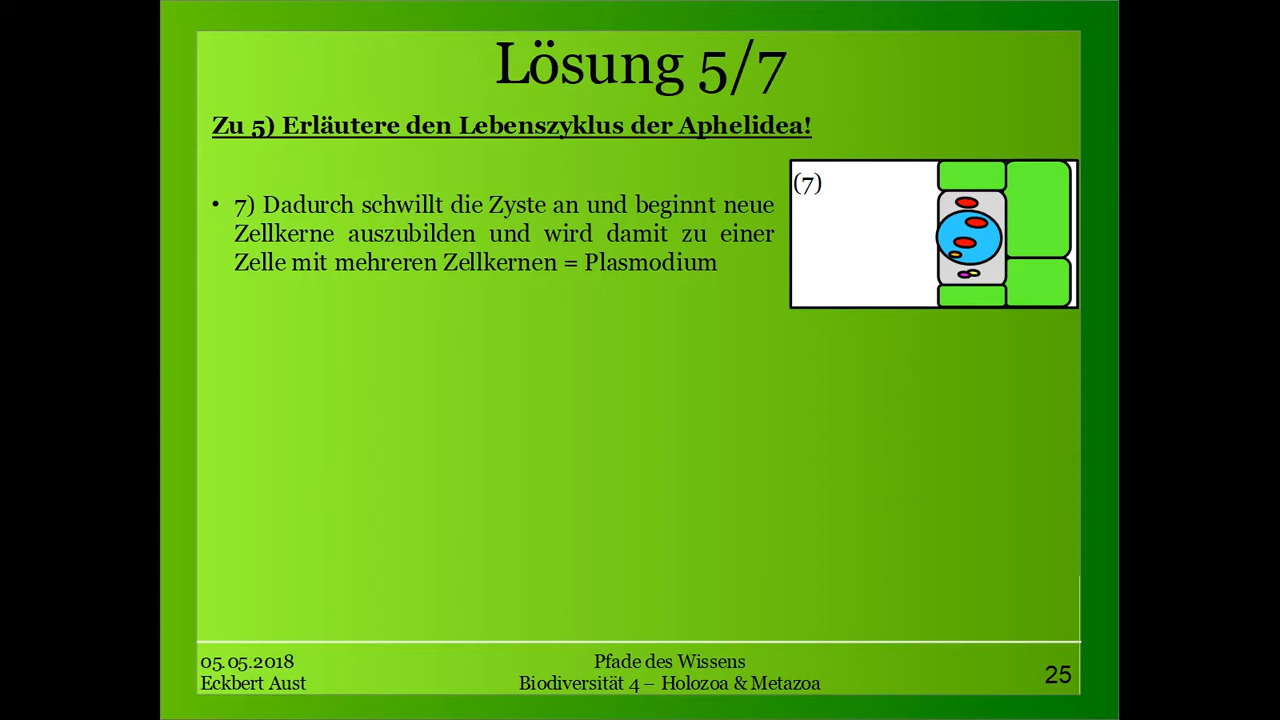 Lösung 5/7
Zu 5) Erläutere den Lebenszyklus der Aphelidea!
• 7) Dadurch schwillt die Zyste an und beginnt neue
Zellkerne auszubilden und wird damit zu einer
Zelle mit mehreren Zellkernen = Plasmodium
(7)
05.05.2018
Eckbert Aust
Pfade des Wissens
Biodiversität 4 – Holozoa & Metazoa
25